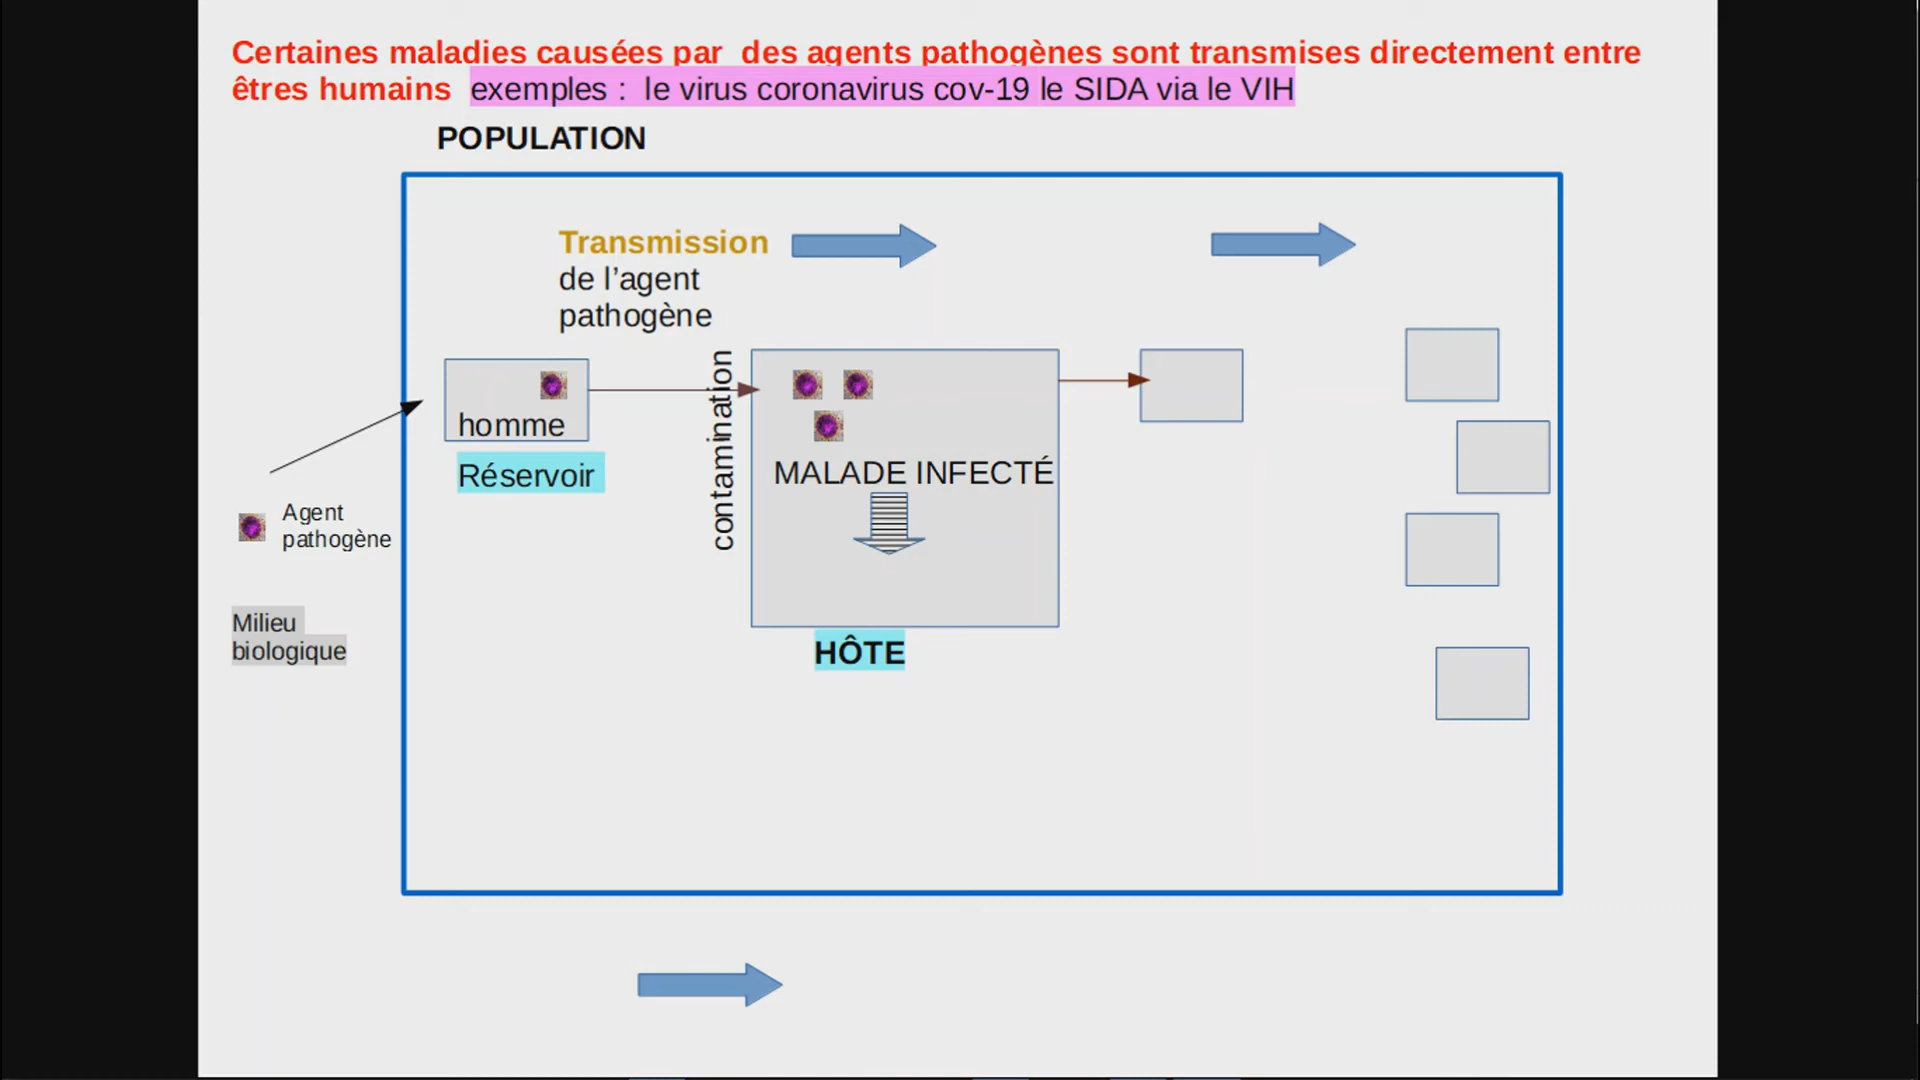 Certaines maladies causées par des agents pathogènes sont transmises directement entre
êtres humains exemples : le virus coronavirus cov-19 le SIDA via le VIH
POPULATION
Transmission
de l’agent
pathogène
contamination
homme
Réservoir
MALADE INFECTÉ
HÔTE
Agent
pathogène
Milieu
biologique